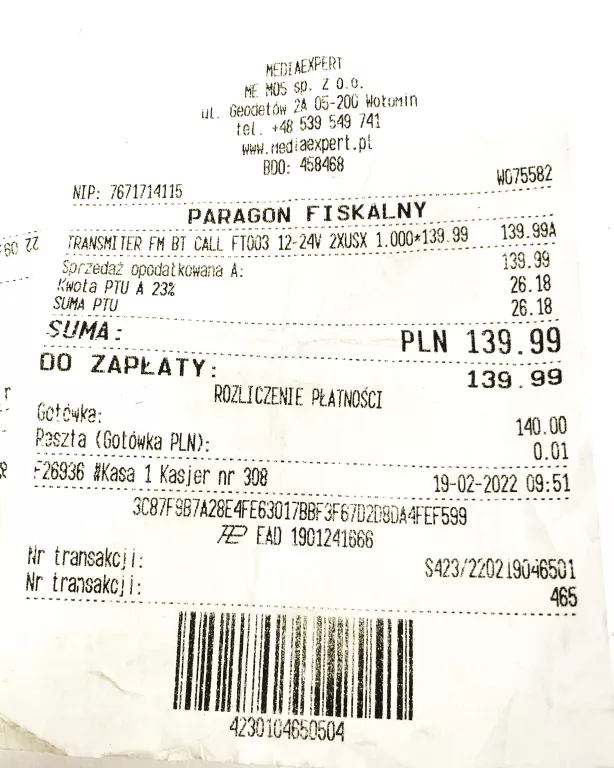 MEDIAEXPERT
ME M05 sp. Z O.o.
ul. Geodetów 2A 05-200 Wołomin
tel. +48 539 549 741
www.mediaexpert.pl
BDO: 458468
NIP: 7671714115 W075582
PARAGON FISKALNY
TRANSMITER FM BT CALL FT003 12-24V 2XUSX 1.000*139.99 139.99A
Sprzedaż opodatkowana A: 139.99
Kwota PTU A 23% 26.18
SUMA PTU 26.18
SUMA: PLN 139.99
DO ZAPŁATY: 139.99
ROZLICZENIE PŁATNOŚCI
Gotówka: 140.00
Reszta (Gotówka PLN): 0.01
F26936 #Kasa 1 Kasjer nr 308 19-02-2022 09:51
3C87F9B7A28E4FE63017BBF3F67D2D8DA4FEF599
EAD 1901241666
Nr transakcji: S423/220219046501
Nr transakcji: 465
4230104650504
22 09